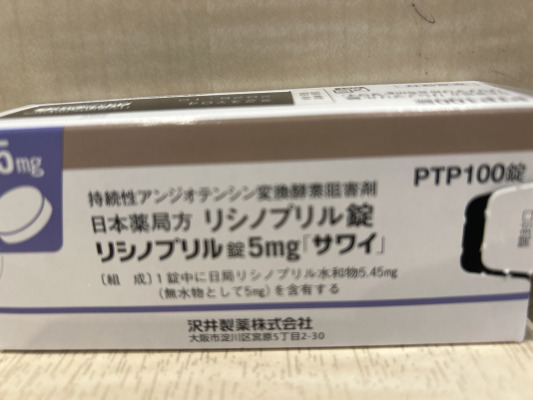 5mg
PTP100錠
持続性アンジオテンシン変換酵素阻害剤
日本薬局方 リシノプリル錠
リシノプリル錠5mg「サワイ」
〔組 成〕1錠中に日局リシノプリル水和物5.45mg
(無水物として5mg)を含有する
沢井製薬株式会社
大阪市淀川区宮原5丁目2-30